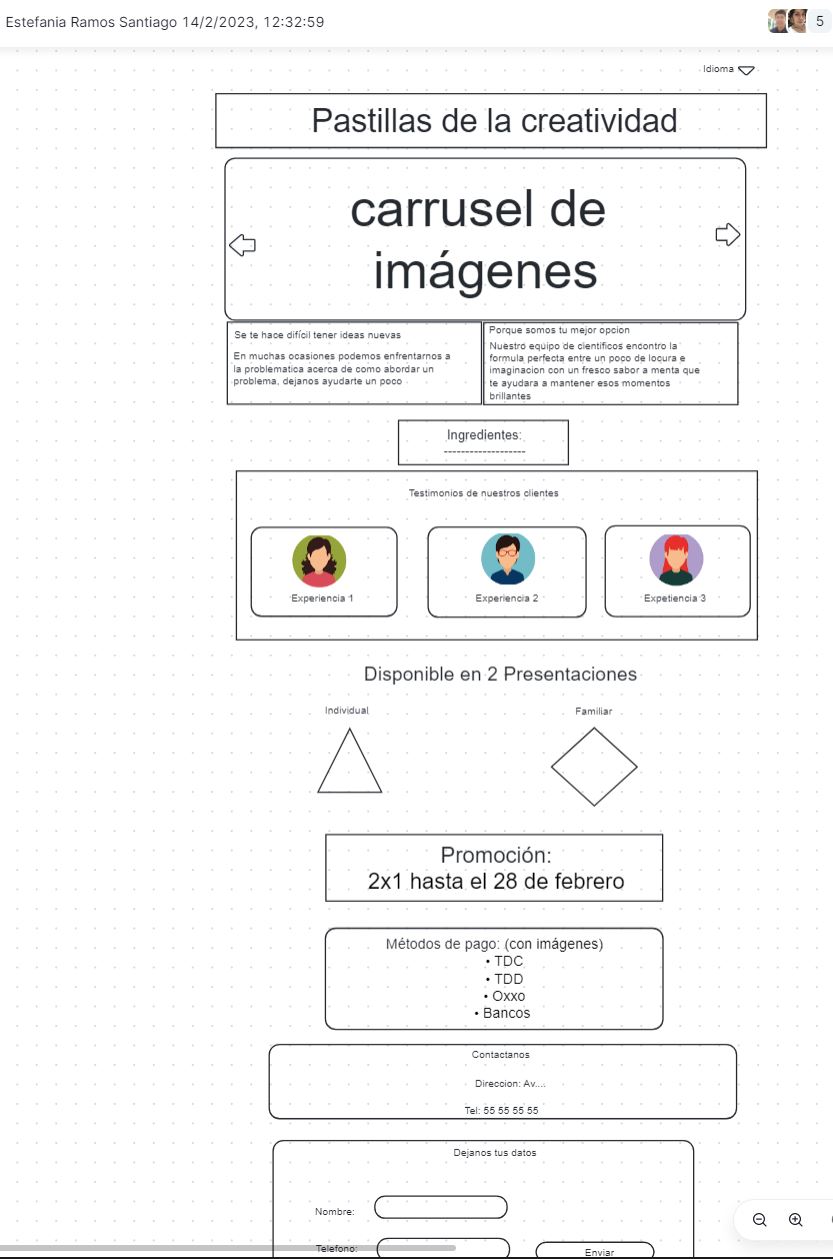 Estefania Ramos Santiago 14/2/2023, 12:32:59
5
Idioma
Pastillas de la creatividad
carrusel de
imágenes
Se te hace difícil tener ideas nuevas
En muchas ocasiones podemos enfrentarnos a
la problematica acerca de como abordar un
problema, dejanos ayudarte un poco
Porque somos tu mejor opcion
Nuestro equipo de cientificos encontro la
formula perfecta entre un poco de locura e
imaginacion con un fresco sabor a menta que
te ayudara a mantener esos momentos
brillantes
Ingredientes:
-------------------
Testimonios de nuestros clientes
Experiencia 1
Experiencia 2
Expetiencia 3
Disponible en 2 Presentaciones
Individual
Familiar
Promoción:
2x1 hasta el 28 de febrero
Métodos de pago: (con imágenes)
• TDC
• TDD
• Oxxo
• Bancos
Contactanos
Direccion: Av....
Tel: 55 55 55 55
Dejanos tus datos
Nombre:
Telefono:
Enviar